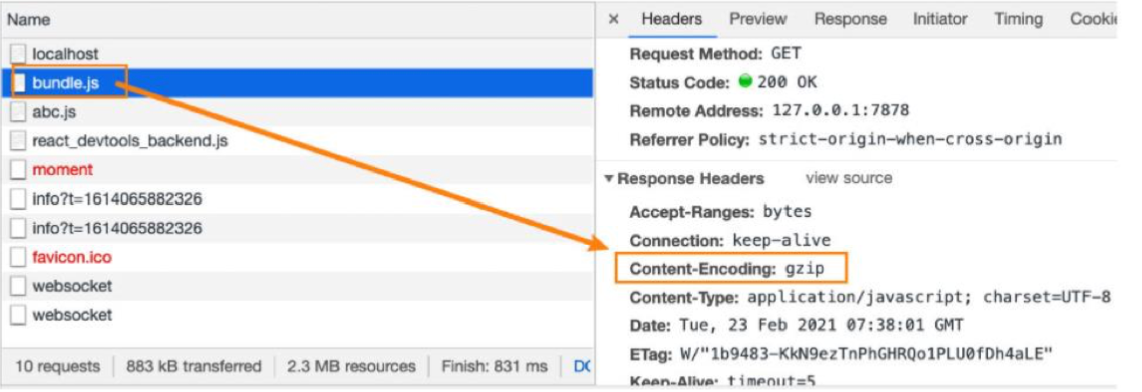 Name
localhost
bundle.js
abc.js
react_devtools_backend.js
moment
info?t=1614065882326
info?t=1614065882326
favicon.ico
websocket
websocket
10 requests 883 kB transferred 2.3 MB resources Finish: 831 ms
× Headers Preview Response Initiator Timing Cookie
Request Method: GET
Status Code: 200 OK
Remote Address: 127.0.0.1:7878
Referrer Policy: strict-origin-when-cross-origin
▼Response Headers view source
Accept-Ranges: bytes
Connection: keep-alive
Content-Encoding: gzip
Content-Type: application/javascript; charset=UTF-8
Date: Tue, 23 Feb 2021 07:38:01 GMT
ETag: W/"1b9483-KkN9ezTnPhGHRQo1PLU0fDh4aLE"
Keep-Alive: timeout=5